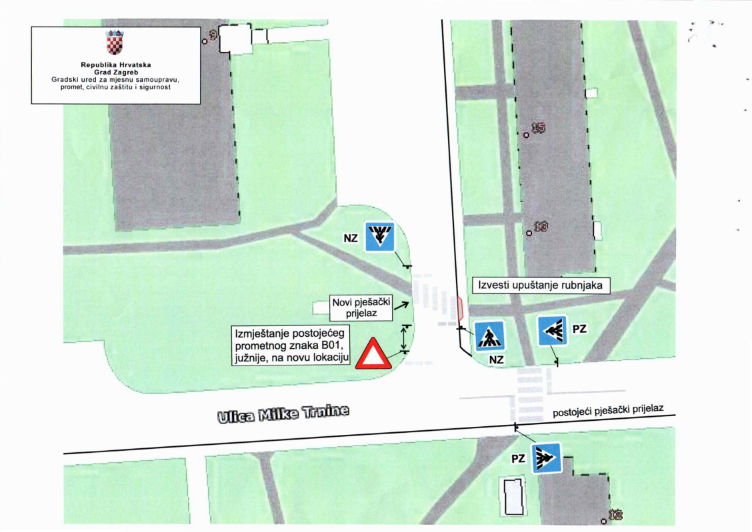 Republika Hrvatska
Grad Zagreb
Gradski ured za mjesnu samoupravu,
promet, civilnu zaštitu i sigurnost
3
15
13
NZ
Izvesti upuštanje rubnjaka
Novi pješački
prijelaz
Izmještanje postojećeg
prometnog znaka B01,
južnije, na novu lokaciju
NZ
PZ
Ulica Milke Trnine
postojeći pješački prijelaz
PZ
12